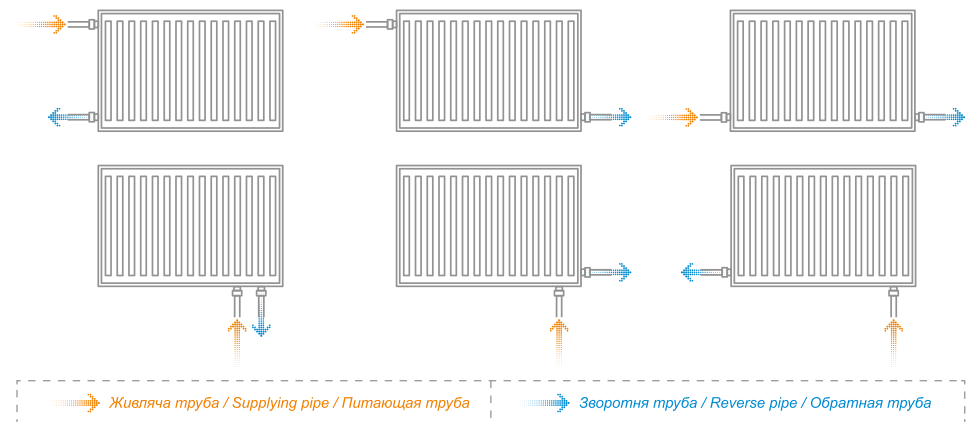 Живляча труба / Supplying pipe / Питающая труба
Зворотня труба / Reverse pipe / Обратная труба